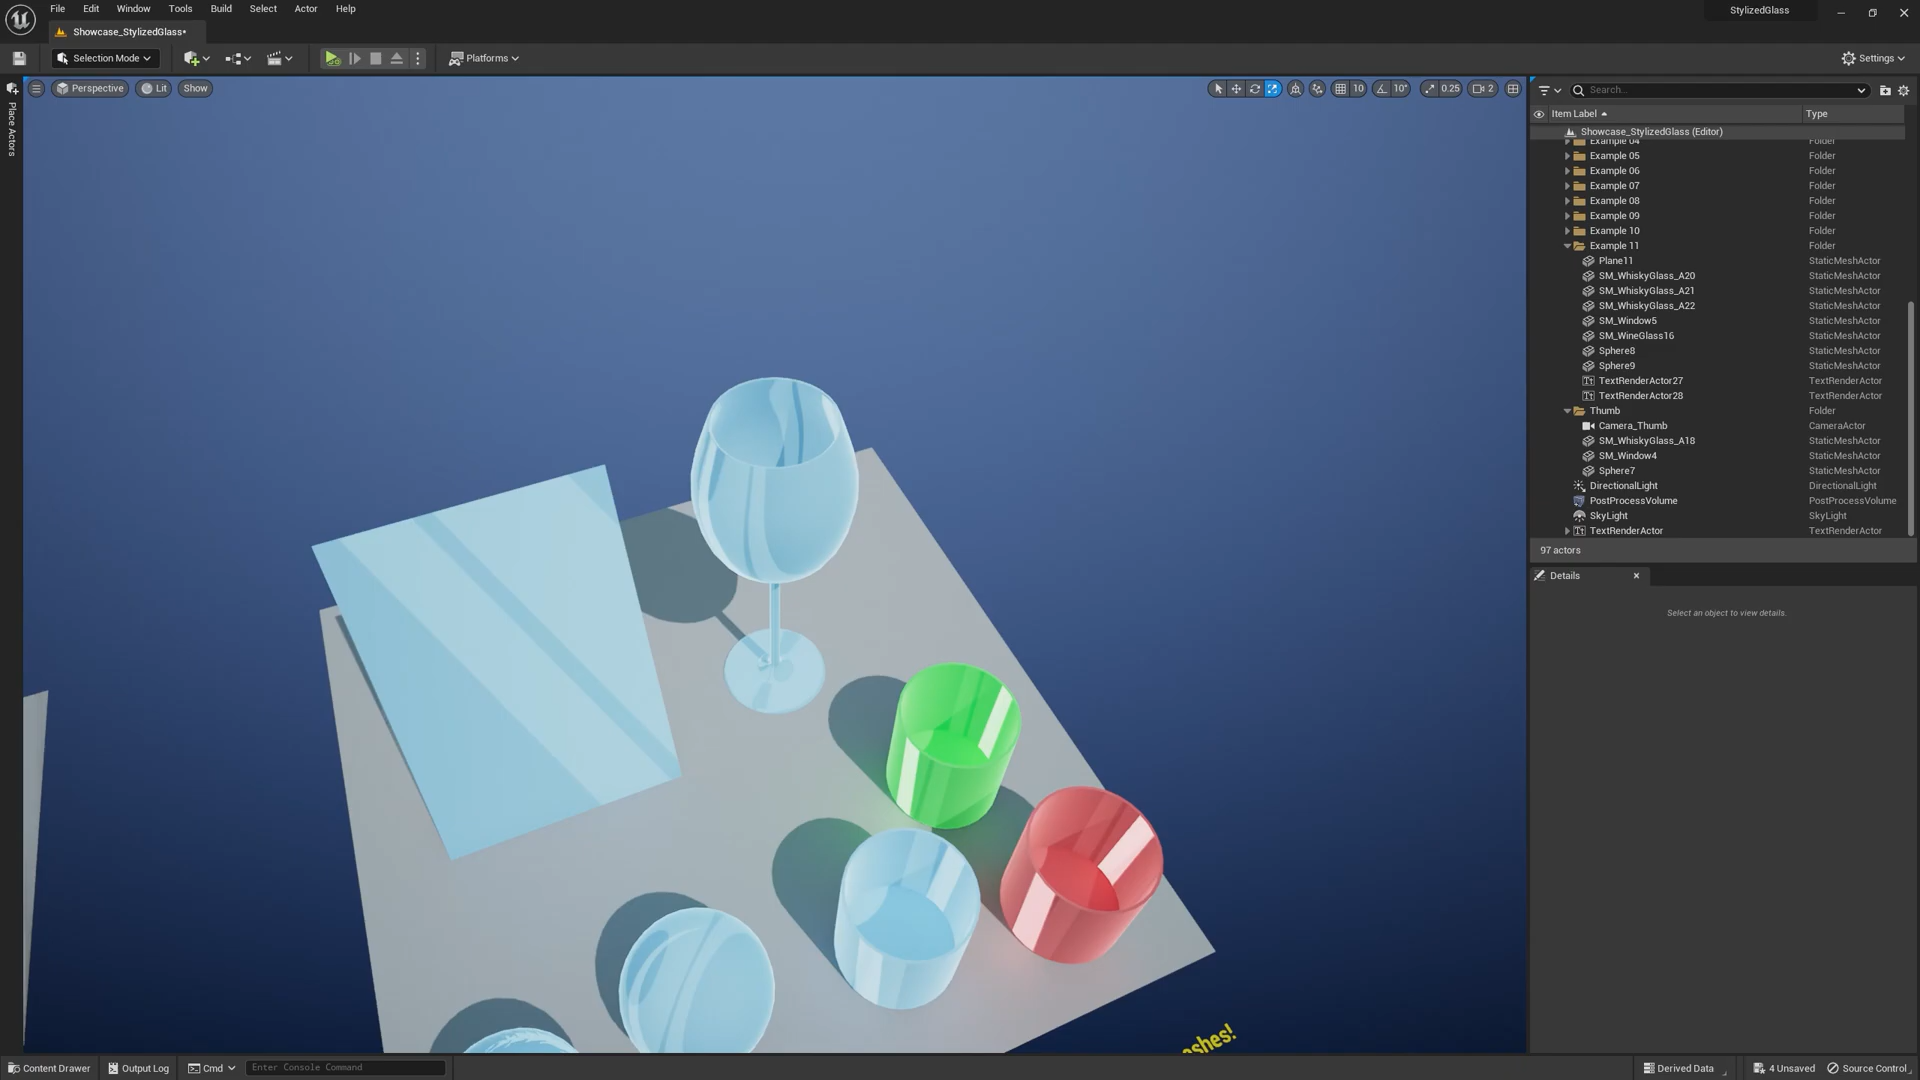 File Edit Window Tools Build Select Actor Help
StylizedGlass
Showcase_StylizedGlass*
Selection Mode
Platforms
Settings
Place Actors
Perspective
Lit
Show
10
10°
0.25
2
Search...
Item Label
Type
Showcase_StylizedGlass (Editor)
Example 04 Folder
Example 05 Folder
Example 06 Folder
Example 07 Folder
Example 08 Folder
Example 09 Folder
Example 10 Folder
Example 11 Folder
Plane11 StaticMeshActor
SM_WhiskyGlass_A20 StaticMeshActor
SM_WhiskyGlass_A21 StaticMeshActor
SM_WhiskyGlass_A22 StaticMeshActor
SM_Window5 StaticMeshActor
SM_WineGlass16 StaticMeshActor
Sphere8 StaticMeshActor
Sphere9 StaticMeshActor
TextRenderActor27 TextRenderActor
TextRenderActor28 TextRenderActor
Thumb Folder
Camera_Thumb CameraActor
SM_WhiskyGlass_A18 StaticMeshActor
SM_Window4 StaticMeshActor
Sphere7 StaticMeshActor
DirectionalLight DirectionalLight
PostProcessVolume PostProcessVolume
SkyLight SkyLight
TextRenderActor TextRenderActor
97 actors
Details
Select an object to view details.
shes!
Content Drawer
Output Log
Cmd
Enter Console Command
Derived Data
4 Unsaved
Source Control